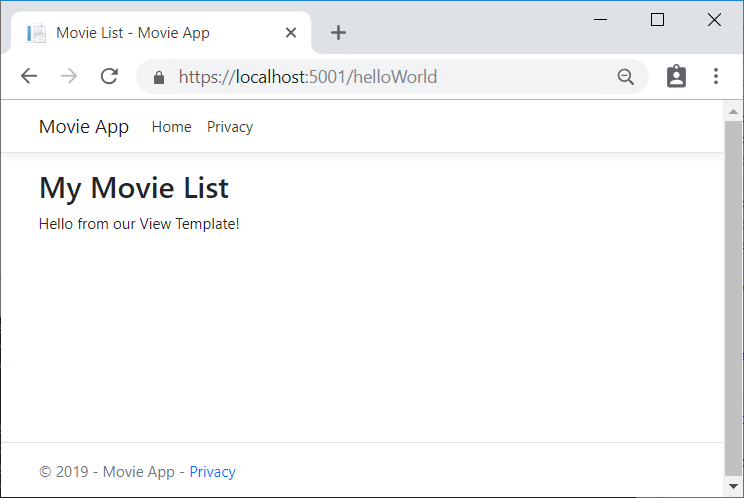 Movie List - Movie App
https://localhost:5001/helloWorld
Movie App Home Privacy
My Movie List
Hello from our View Template!
© 2019 - Movie App - Privacy